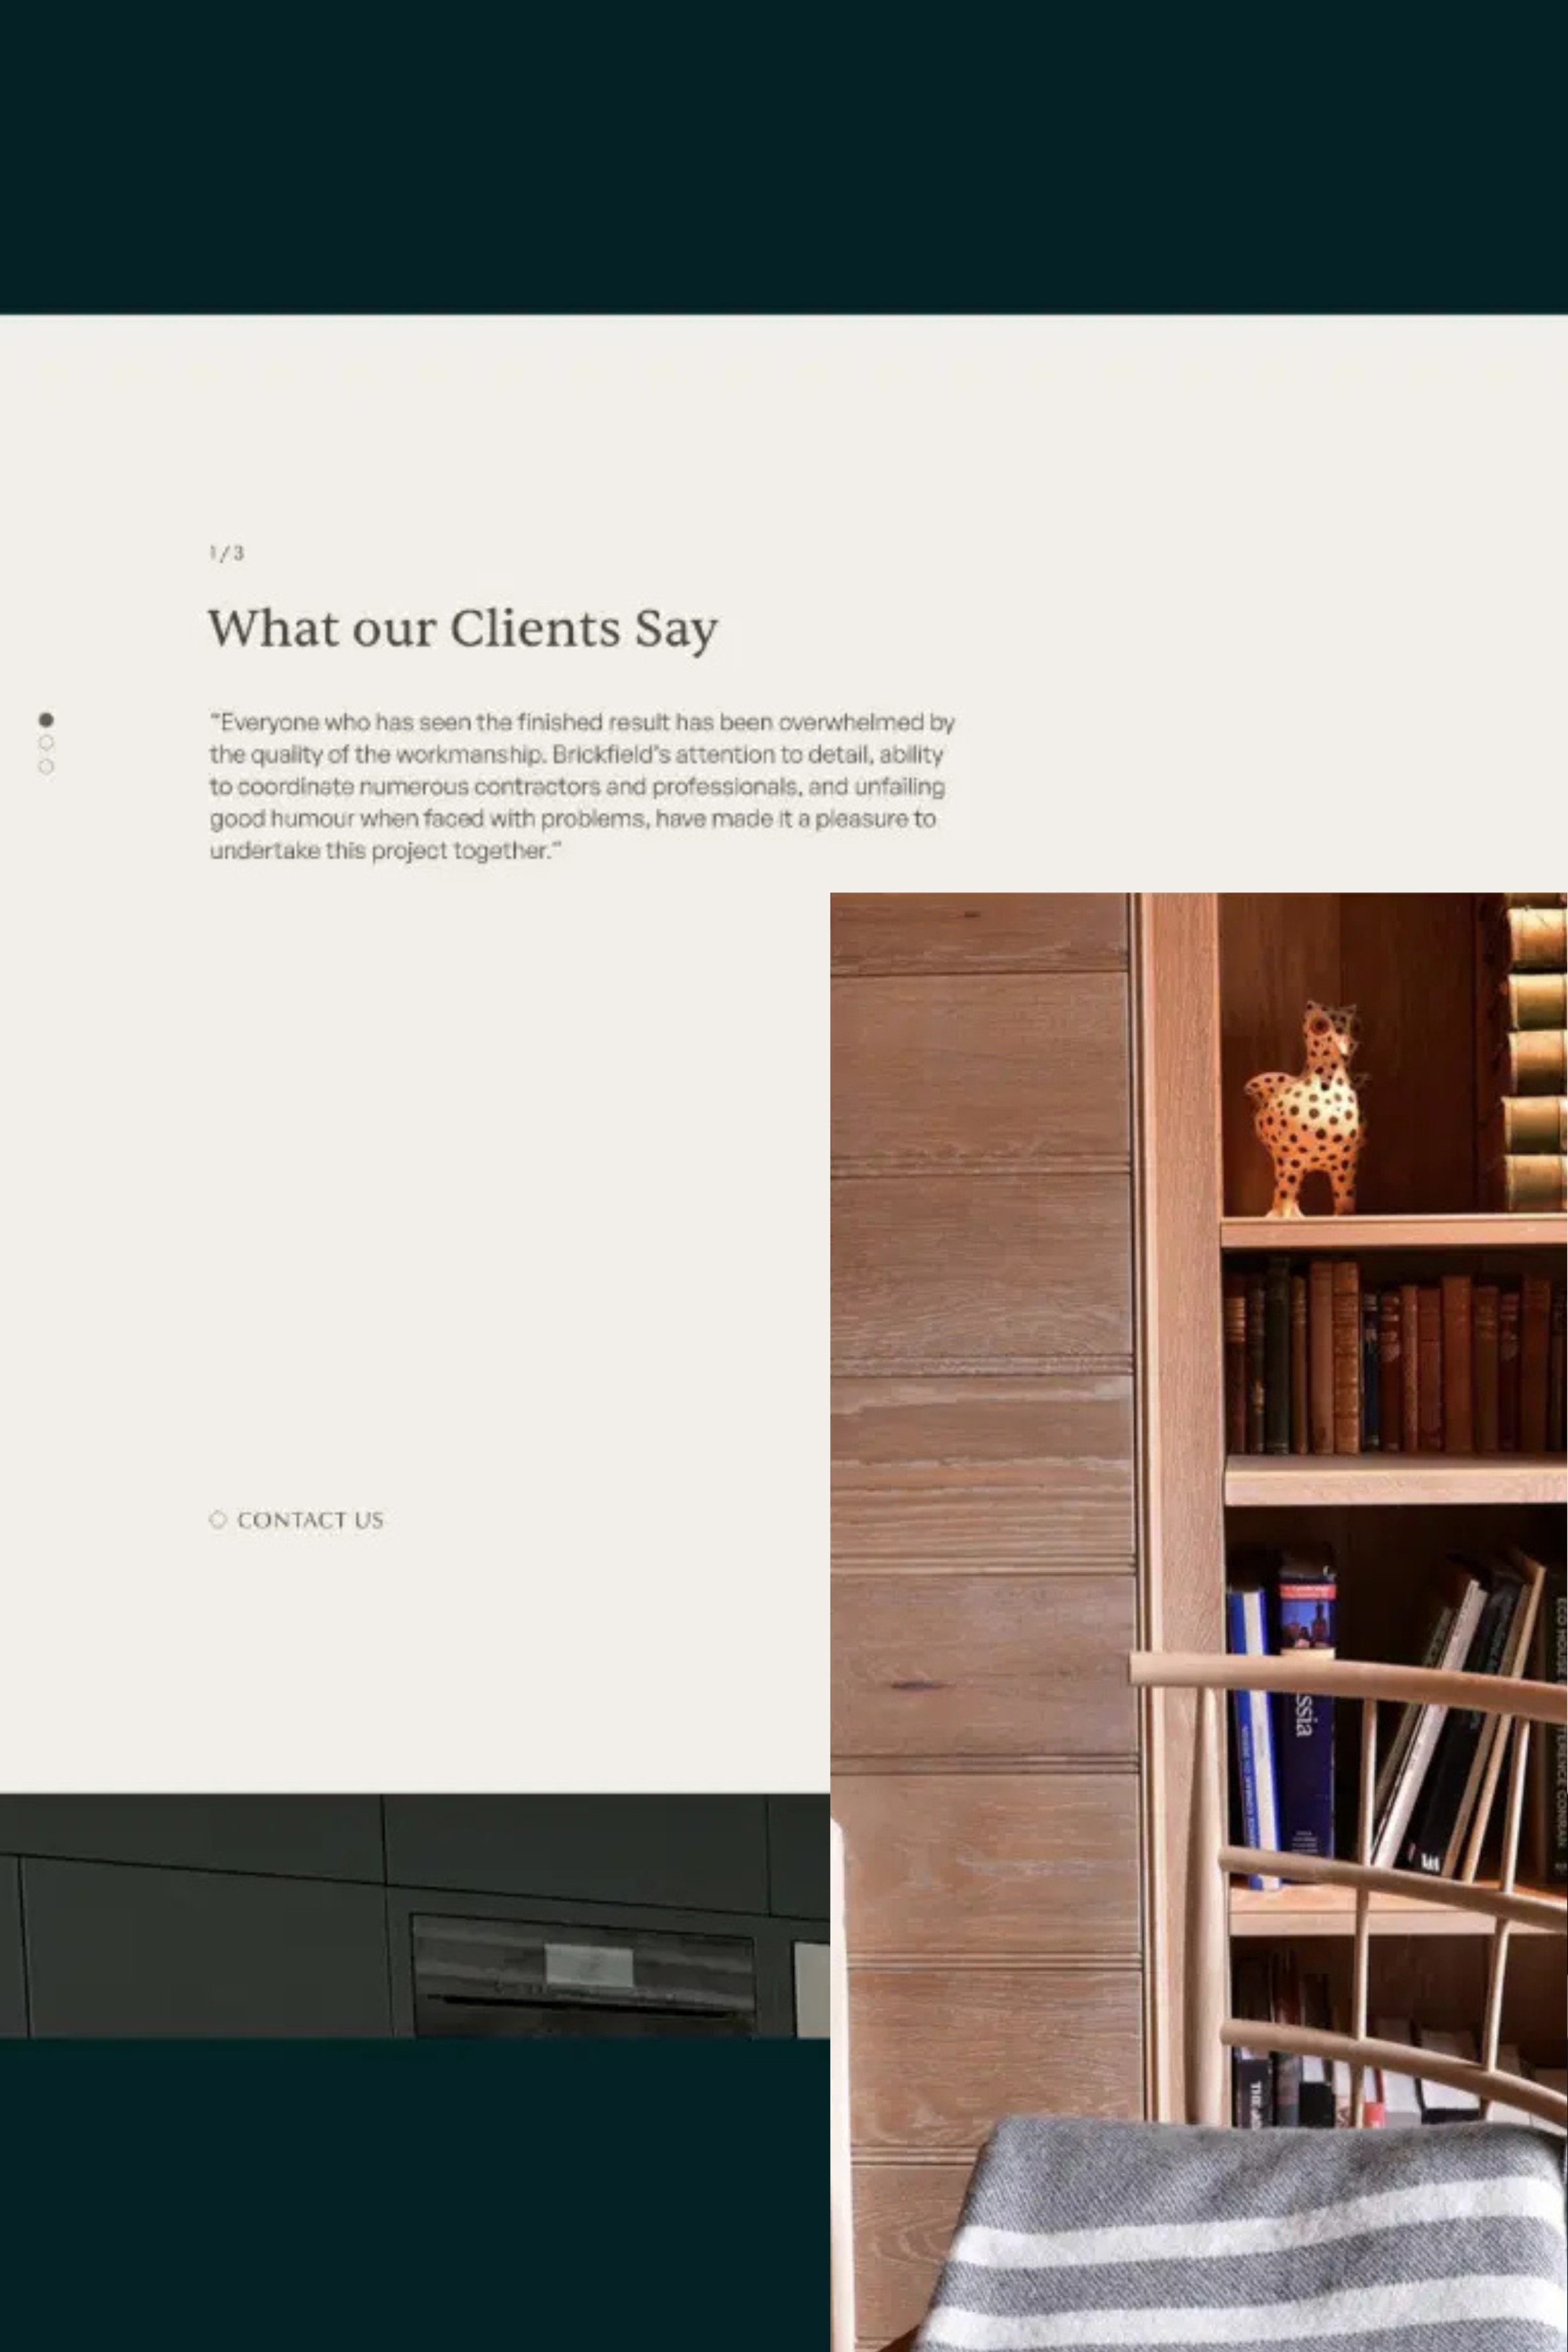 1/3
What our Clients Say
“Everyone who has seen the finished result has been overwhelmed by
the quality of the workmanship. Brickfield’s attention to detail, ability
to coordinate numerous contractors and professionals, and unfailing
good humour when faced with problems, have made it a pleasure to
undertake this project together.”
CONTACT US
ssia